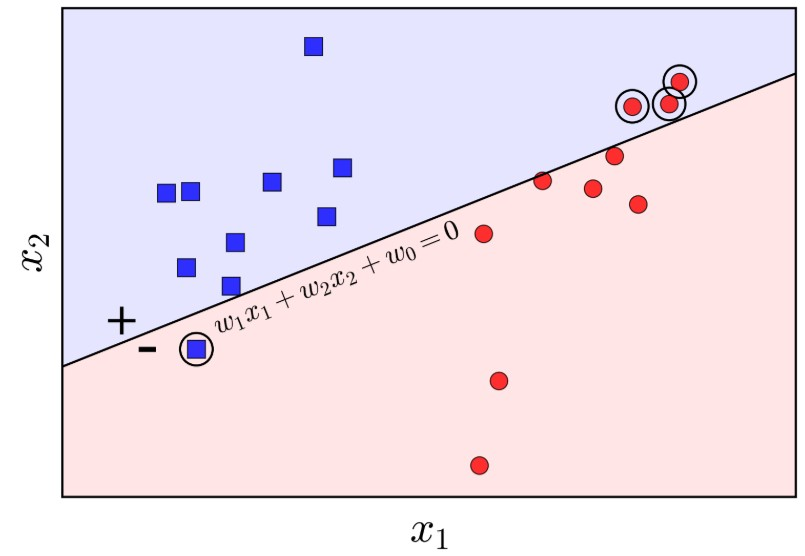 x₂
w₁x₁ + w₂x₂ + w₀ = 0
+
-
x₁